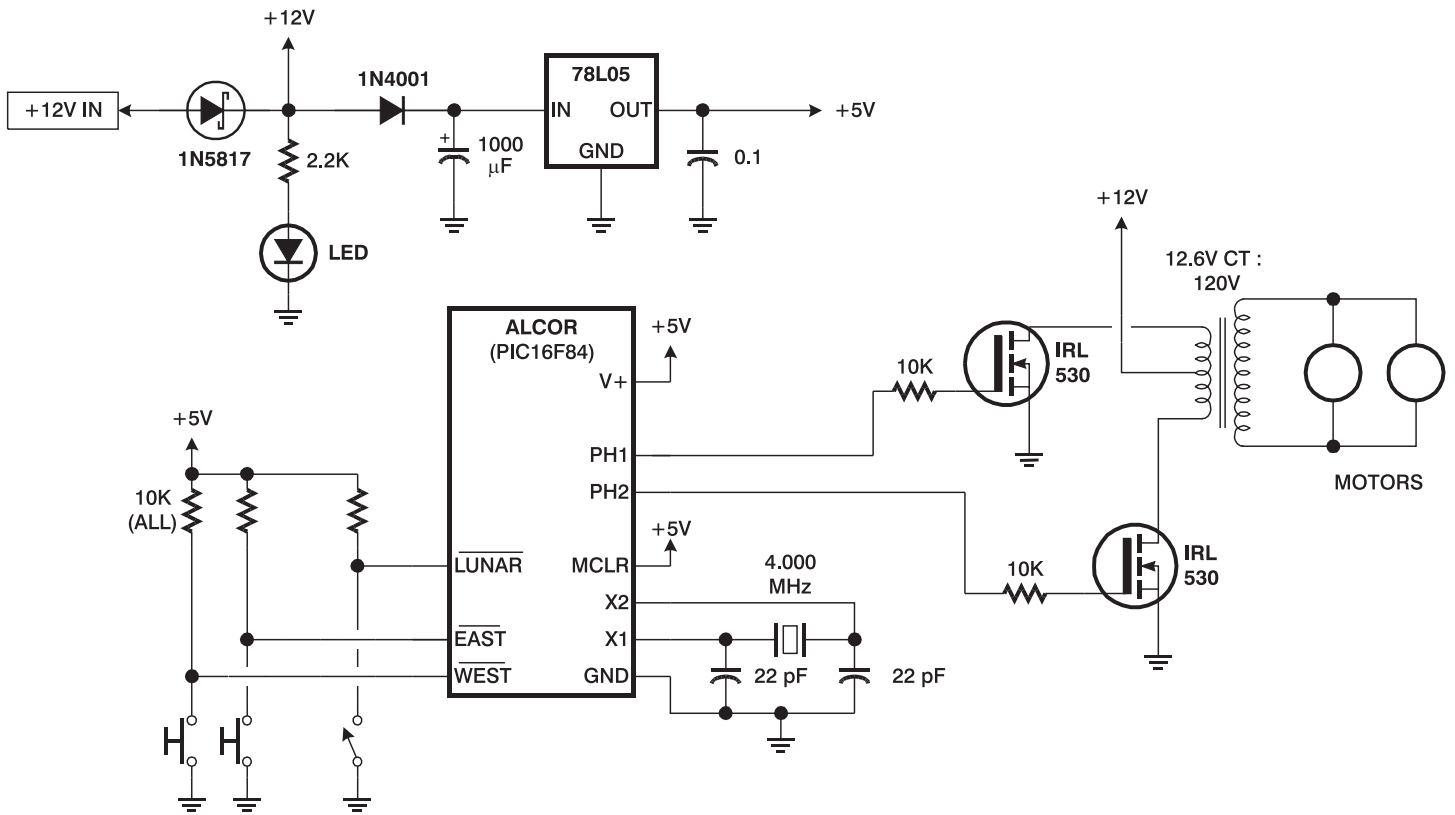 +12V
1N4001
78L05
+12V IN
IN
OUT
+5V
GND
1N5817
2.2K
+
1000
µF
0.1
LED
+12V
12.6V CT :
120V
ALCOR
(PIC16F84)
+5V
V+
10K
IRL
530
+5V
PH1
MOTORS
10K
(ALL)
PH2
+5V
LUNAR
MCLR
4.000
MHz
10K
IRL
530
X2
EAST
X1
WEST
GND
22 pF
22 pF